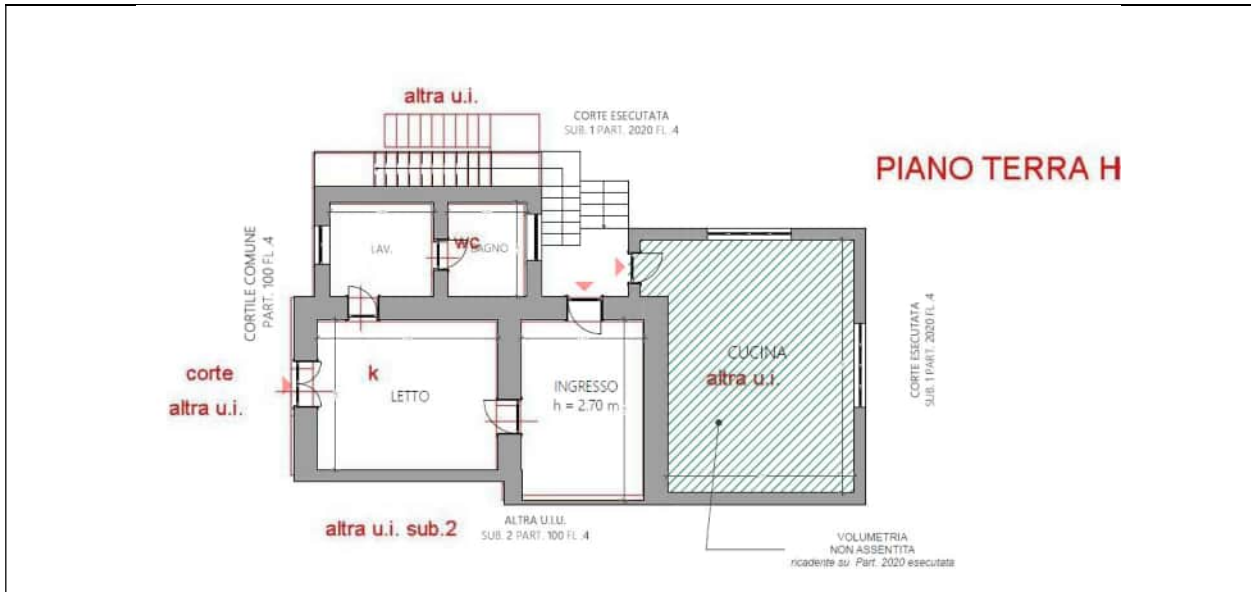 altra u.i.
CORTE ESECUTATA
SUB. 1 PART. 2020 FL .4
PIANO TERRA H
CORTILE COMUNE
PART. 100 FL .4
LAV.
wc
BAGNO
corte
altra u.i.
k
LETTO
INGRESSO
h = 2.70 m
CUCINA
altra u.i.
CORTE ESECUTATA
SUB. 1 PART. 2020 FL .4
altra u.i. sub.2
ALTRA U.I.U.
SUB. 2 PART. 100 FL .4
VOLUMETRIA
NON ASSENTITA
ricadente su Part. 2020 esecutata